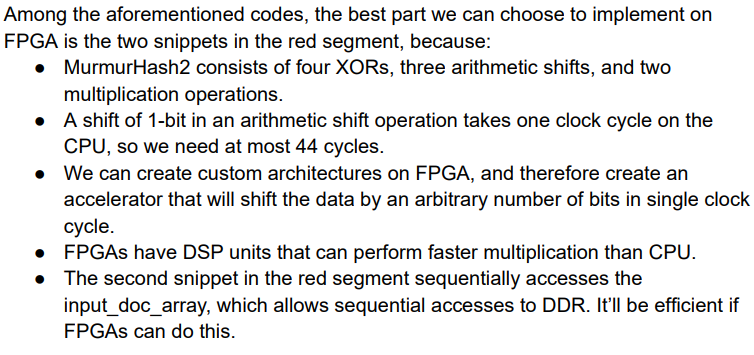 Among the aforementioned codes, the best part we can choose to implement on
FPGA is the two snippets in the red segment, because:
● MurmurHash2 consists of four XORs, three arithmetic shifts, and two
multiplication operations.
● A shift of 1-bit in an arithmetic shift operation takes one clock cycle on the
CPU, so we need at most 44 cycles.
● We can create custom architectures on FPGA, and therefore create an
accelerator that will shift the data by an arbitrary number of bits in single clock
cycle.
● FPGAs have DSP units that can perform faster multiplication than CPU.
● The second snippet in the red segment sequentially accesses the
input_doc_array, which allows sequential accesses to DDR. It’ll be efficient if
FPGAs can do this.